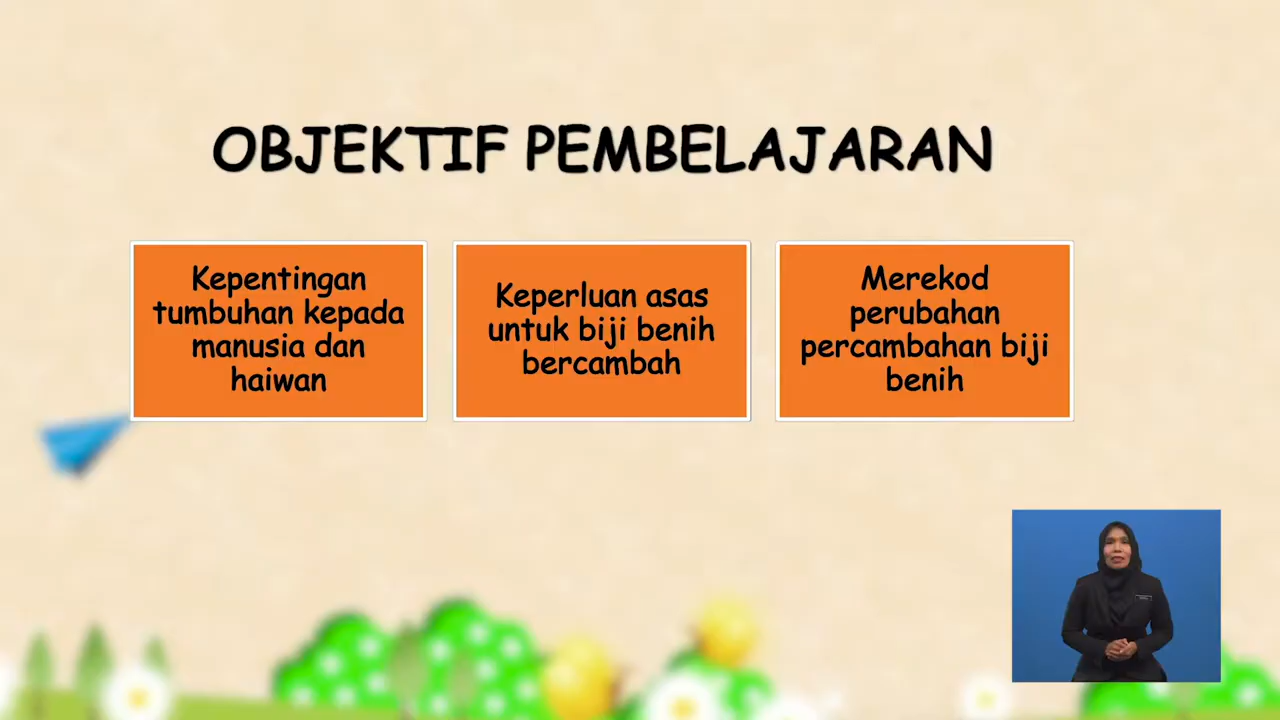 OBJEKTIF PEMBELAJARAN
Kepentingan
tumbuhan kepada
manusia dan
haiwan
Keperluan asas
untuk biji benih
bercambah
Merekod
perubahan
percambahan biji
benih